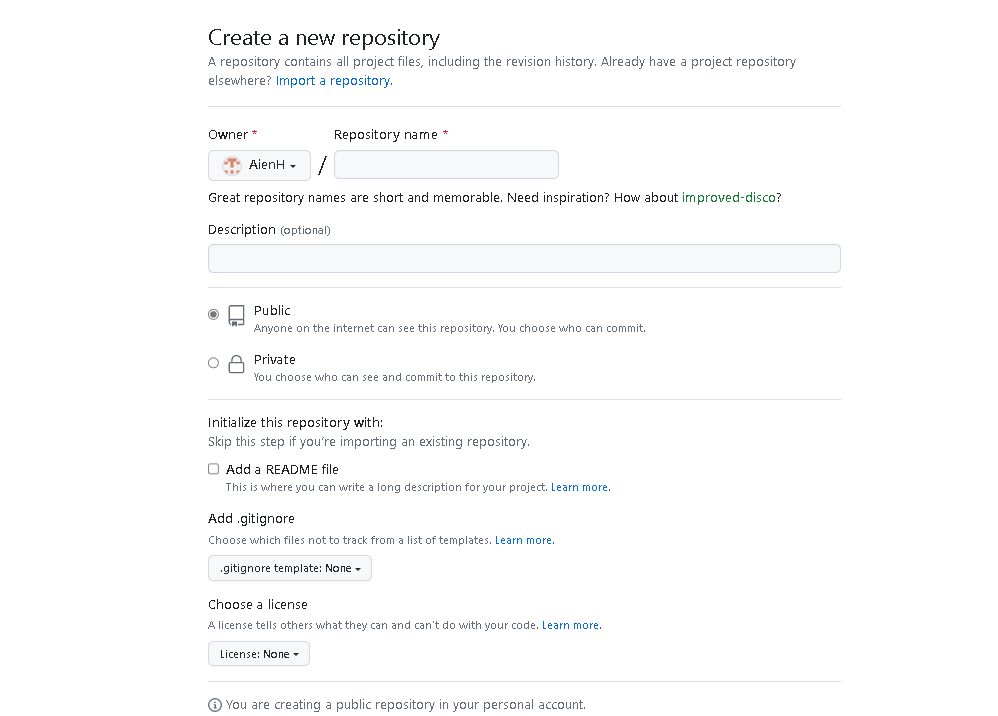 Create a new repository
A repository contains all project files, including the revision history. Already have a project repository
elsewhere? Import a repository.
Owner * Repository name *
AienH / 
Great repository names are short and memorable. Need inspiration? How about improved-disco?
Description (optional)
Public
Anyone on the internet can see this repository. You choose who can commit.
Private
You choose who can see and commit to this repository.
Initialize this repository with:
Skip this step if you're importing an existing repository.
Add a README file
This is where you can write a long description for your project. Learn more.
Add .gitignore
Choose which files not to track from a list of templates. Learn more.
.gitignore template: None
Choose a license
A license tells others what they can and can't do with your code. Learn more.
License: None
You are creating a public repository in your personal account.